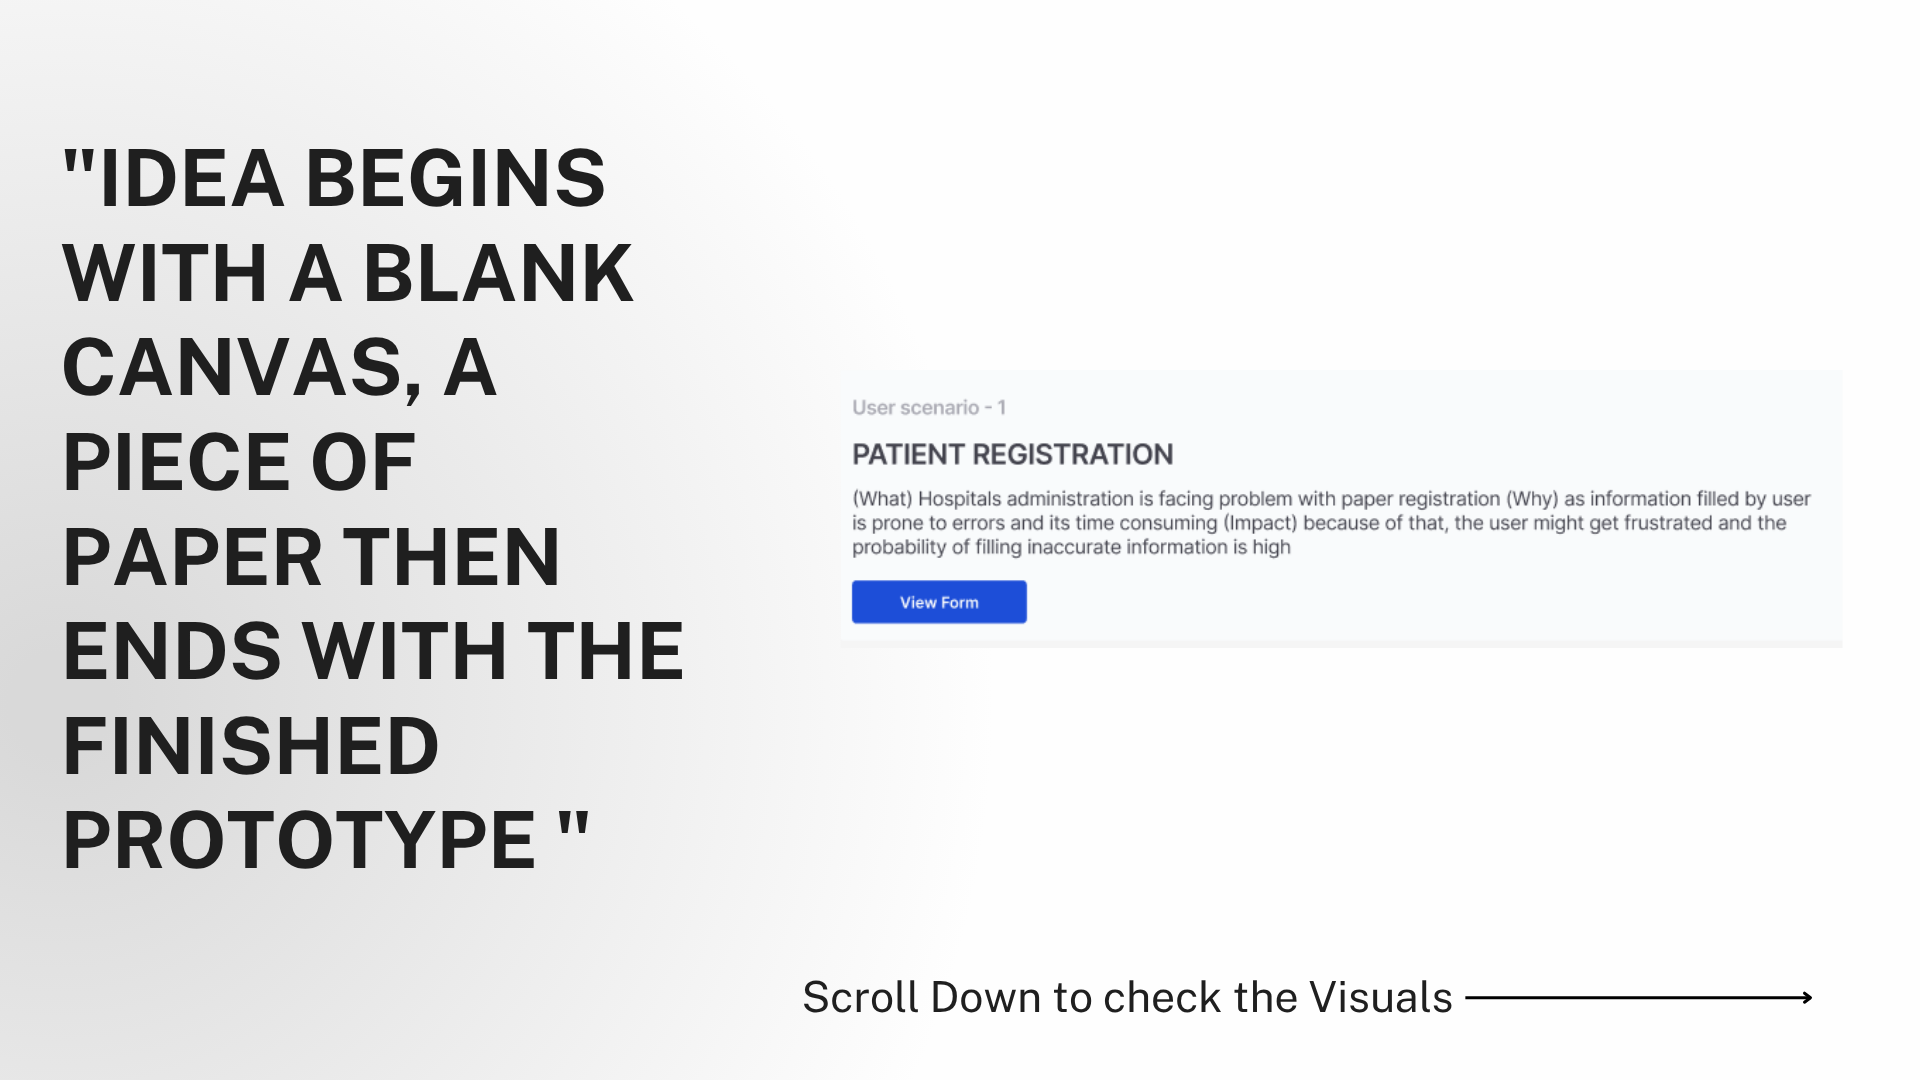 "IDEA BEGINS
WITH A BLANK
CANVAS, A
PIECE OF
PAPER THEN
ENDS WITH THE
FINISHED
PROTOTYPE "
User scenario - 1
PATIENT REGISTRATION
(What) Hospitals administration is facing problem with paper registration (Why) as information filled by user
is prone to errors and its time consuming (Impact) because of that, the user might get frustrated and the
probability of filling inaccurate information is high
View Form
Scroll Down to check the Visuals